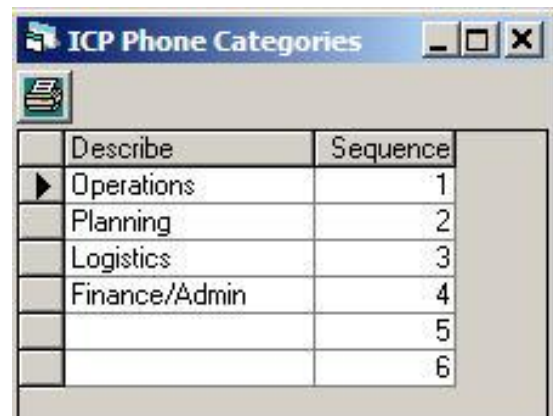 ICP Phone Categories
Describe Sequence
Operations 1
Planning 2
Logistics 3
Finance/Admin 4
5
6